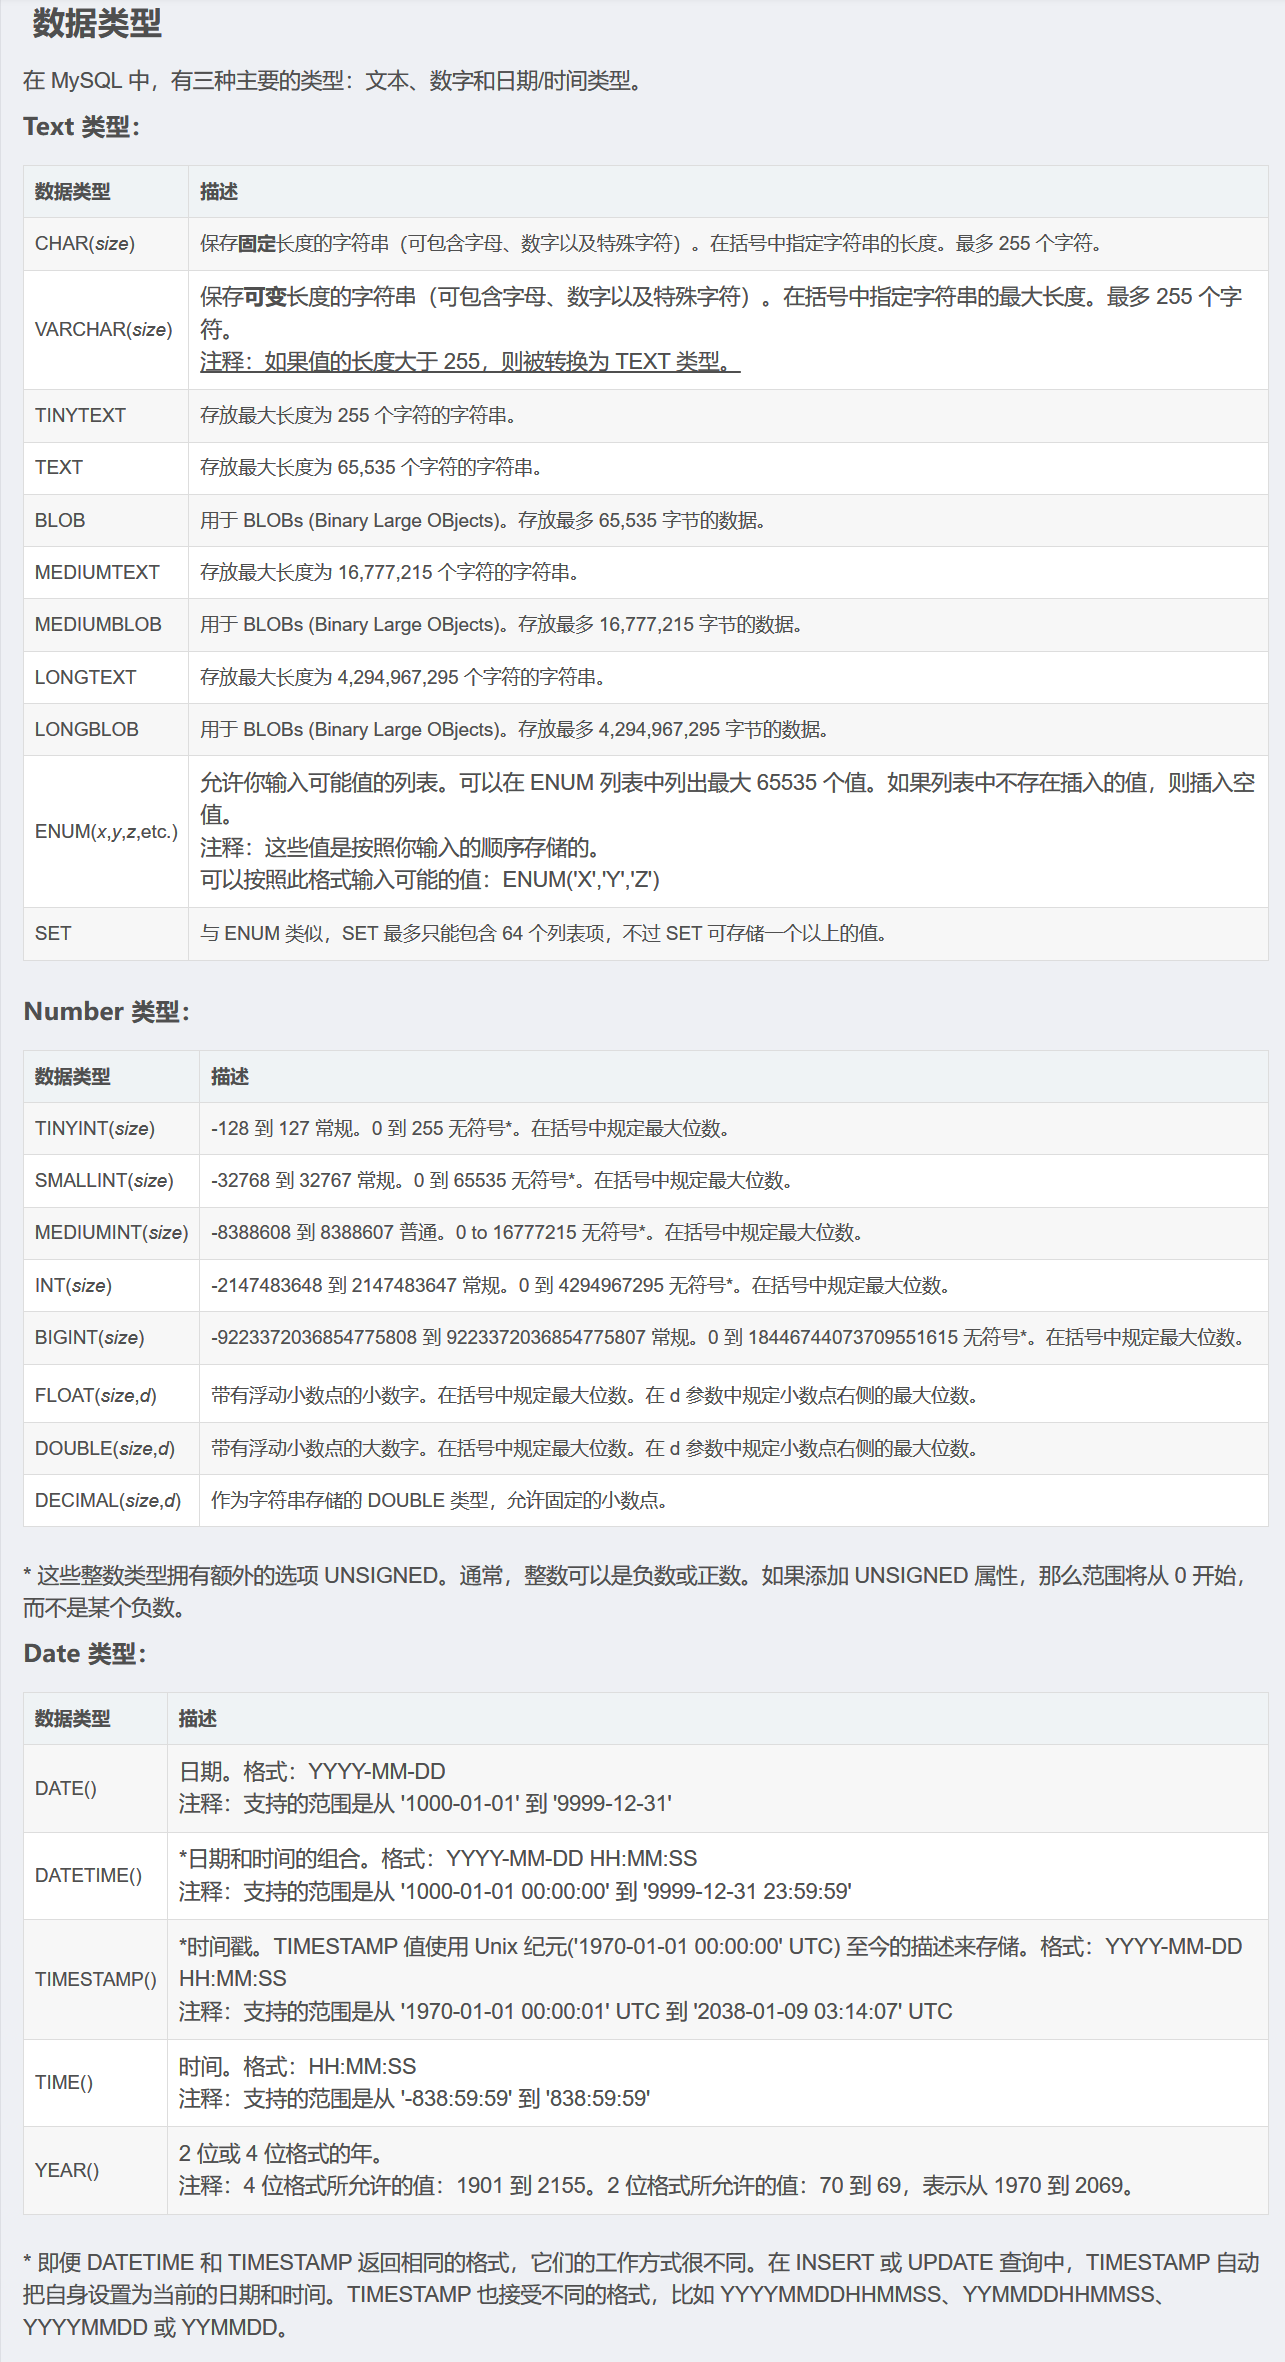 数据类型
在 MySQL 中，有三种主要的类型：文本、数字和日期/时间类型。
Text 类型：
数据类型 描述
CHAR(size) 保存固定长度的字符串（可包含字母、数字以及特殊字符）。在括号中指定字符串的长度。最多 255 个字符。
VARCHAR(size) 保存可变长度的字符串（可包含字母、数字以及特殊字符）。在括号中指定字符串的最大长度。最多 255 个字
符。
注释：如果值的长度大于 255，则被转换为 TEXT 类型。
TINYTEXT 存放最大长度为 255 个字符的字符串。
TEXT 存放最大长度为 65,535 个字符的字符串。
BLOB 用于 BLOBs (Binary Large OBjects)。存放最多 65,535 字节的数据。
MEDIUMTEXT 存放最大长度为 16,777,215 个字符的字符串。
MEDIUMBLOB 用于 BLOBs (Binary Large OBjects)。存放最多 16,777,215 字节的数据。
LONGTEXT 存放最大长度为 4,294,967,295 个字符的字符串。
LONGBLOB 用于 BLOBs (Binary Large OBjects)。存放最多 4,294,967,295 字节的数据。
ENUM(x,y,z,etc.) 允许你输入可能值的列表。可以在 ENUM 列表中列出最大 65535 个值。如果列表中不存在插入的值，则插入空
值。
注释：这些值是按照你输入的顺序存储的。
可以按照此格式输入可能的值：ENUM('X','Y','Z')
SET 与 ENUM 类似，SET 最多只能包含 64 个列表项，不过 SET 可存储一个以上的值。
Number 类型：
数据类型 描述
TINYINT(size) -128 到 127 常规。0 到 255 无符号*。在括号中规定最大位数。
SMALLINT(size) -32768 到 32767 常规。0 到 65535 无符号*。在括号中规定最大位数。
MEDIUMINT(size) -8388608 到 8388607 普通。0 to 16777215 无符号*。在括号中规定最大位数。
INT(size) -2147483648 到 2147483647 常规。0 到 4294967295 无符号*。在括号中规定最大位数。
BIGINT(size) -9223372036854775808 到 9223372036854775807 常规。0 到 18446744073709551615 无符号*。在括号中规定最大位数。
FLOAT(size,d) 带有浮动小数点的小数字。在括号中规定最大位数。在 d 参数中规定小数点右侧的最大位数。
DOUBLE(size,d) 带有浮动小数点的大数字。在括号中规定最大位数。在 d 参数中规定小数点右侧的最大位数。
DECIMAL(size,d) 作为字符串存储的 DOUBLE 类型，允许固定的小数点。
* 这些整数类型拥有额外的选项 UNSIGNED。通常，整数可以是负数或正数。如果添加 UNSIGNED 属性，那么范围将从 0 开始，
而不是某个负数。
Date 类型：
数据类型 描述
DATE() 日期。格式：YYYY-MM-DD
注释：支持的范围是从 '1000-01-01' 到 '9999-12-31'
DATETIME() *日期和时间的组合。格式：YYYY-MM-DD HH:MM:SS
注释：支持的范围是从 '1000-01-01 00:00:00' 到 '9999-12-31 23:59:59'
TIMESTAMP() *时间戳。TIMESTAMP 值使用 Unix 纪元('1970-01-01 00:00:00' UTC) 至今的描述来存储。格式：YYYY-MM-DD
HH:MM:SS
注释：支持的范围是从 '1970-01-01 00:00:01' UTC 到 '2038-01-09 03:14:07' UTC
TIME() 时间。格式：HH:MM:SS
注释：支持的范围是从 '-838:59:59' 到 '838:59:59'
YEAR() 2 位或 4 位格式的年。
注释：4 位格式所允许的值：1901 到 2155。2 位格式所允许的值：70 到 69，表示从 1970 到 2069。
* 即便 DATETIME 和 TIMESTAMP 返回相同的格式，它们的工作方式很不同。在 INSERT 或 UPDATE 查询中，TIMESTAMP 自动
把自身设置为当前的日期和时间。TIMESTAMP 也接受不同的格式，比如 YYYYMMDDHHMMSS、YYMMDDHHMMSS、
YYYYMMDD 或 YYMMDD。